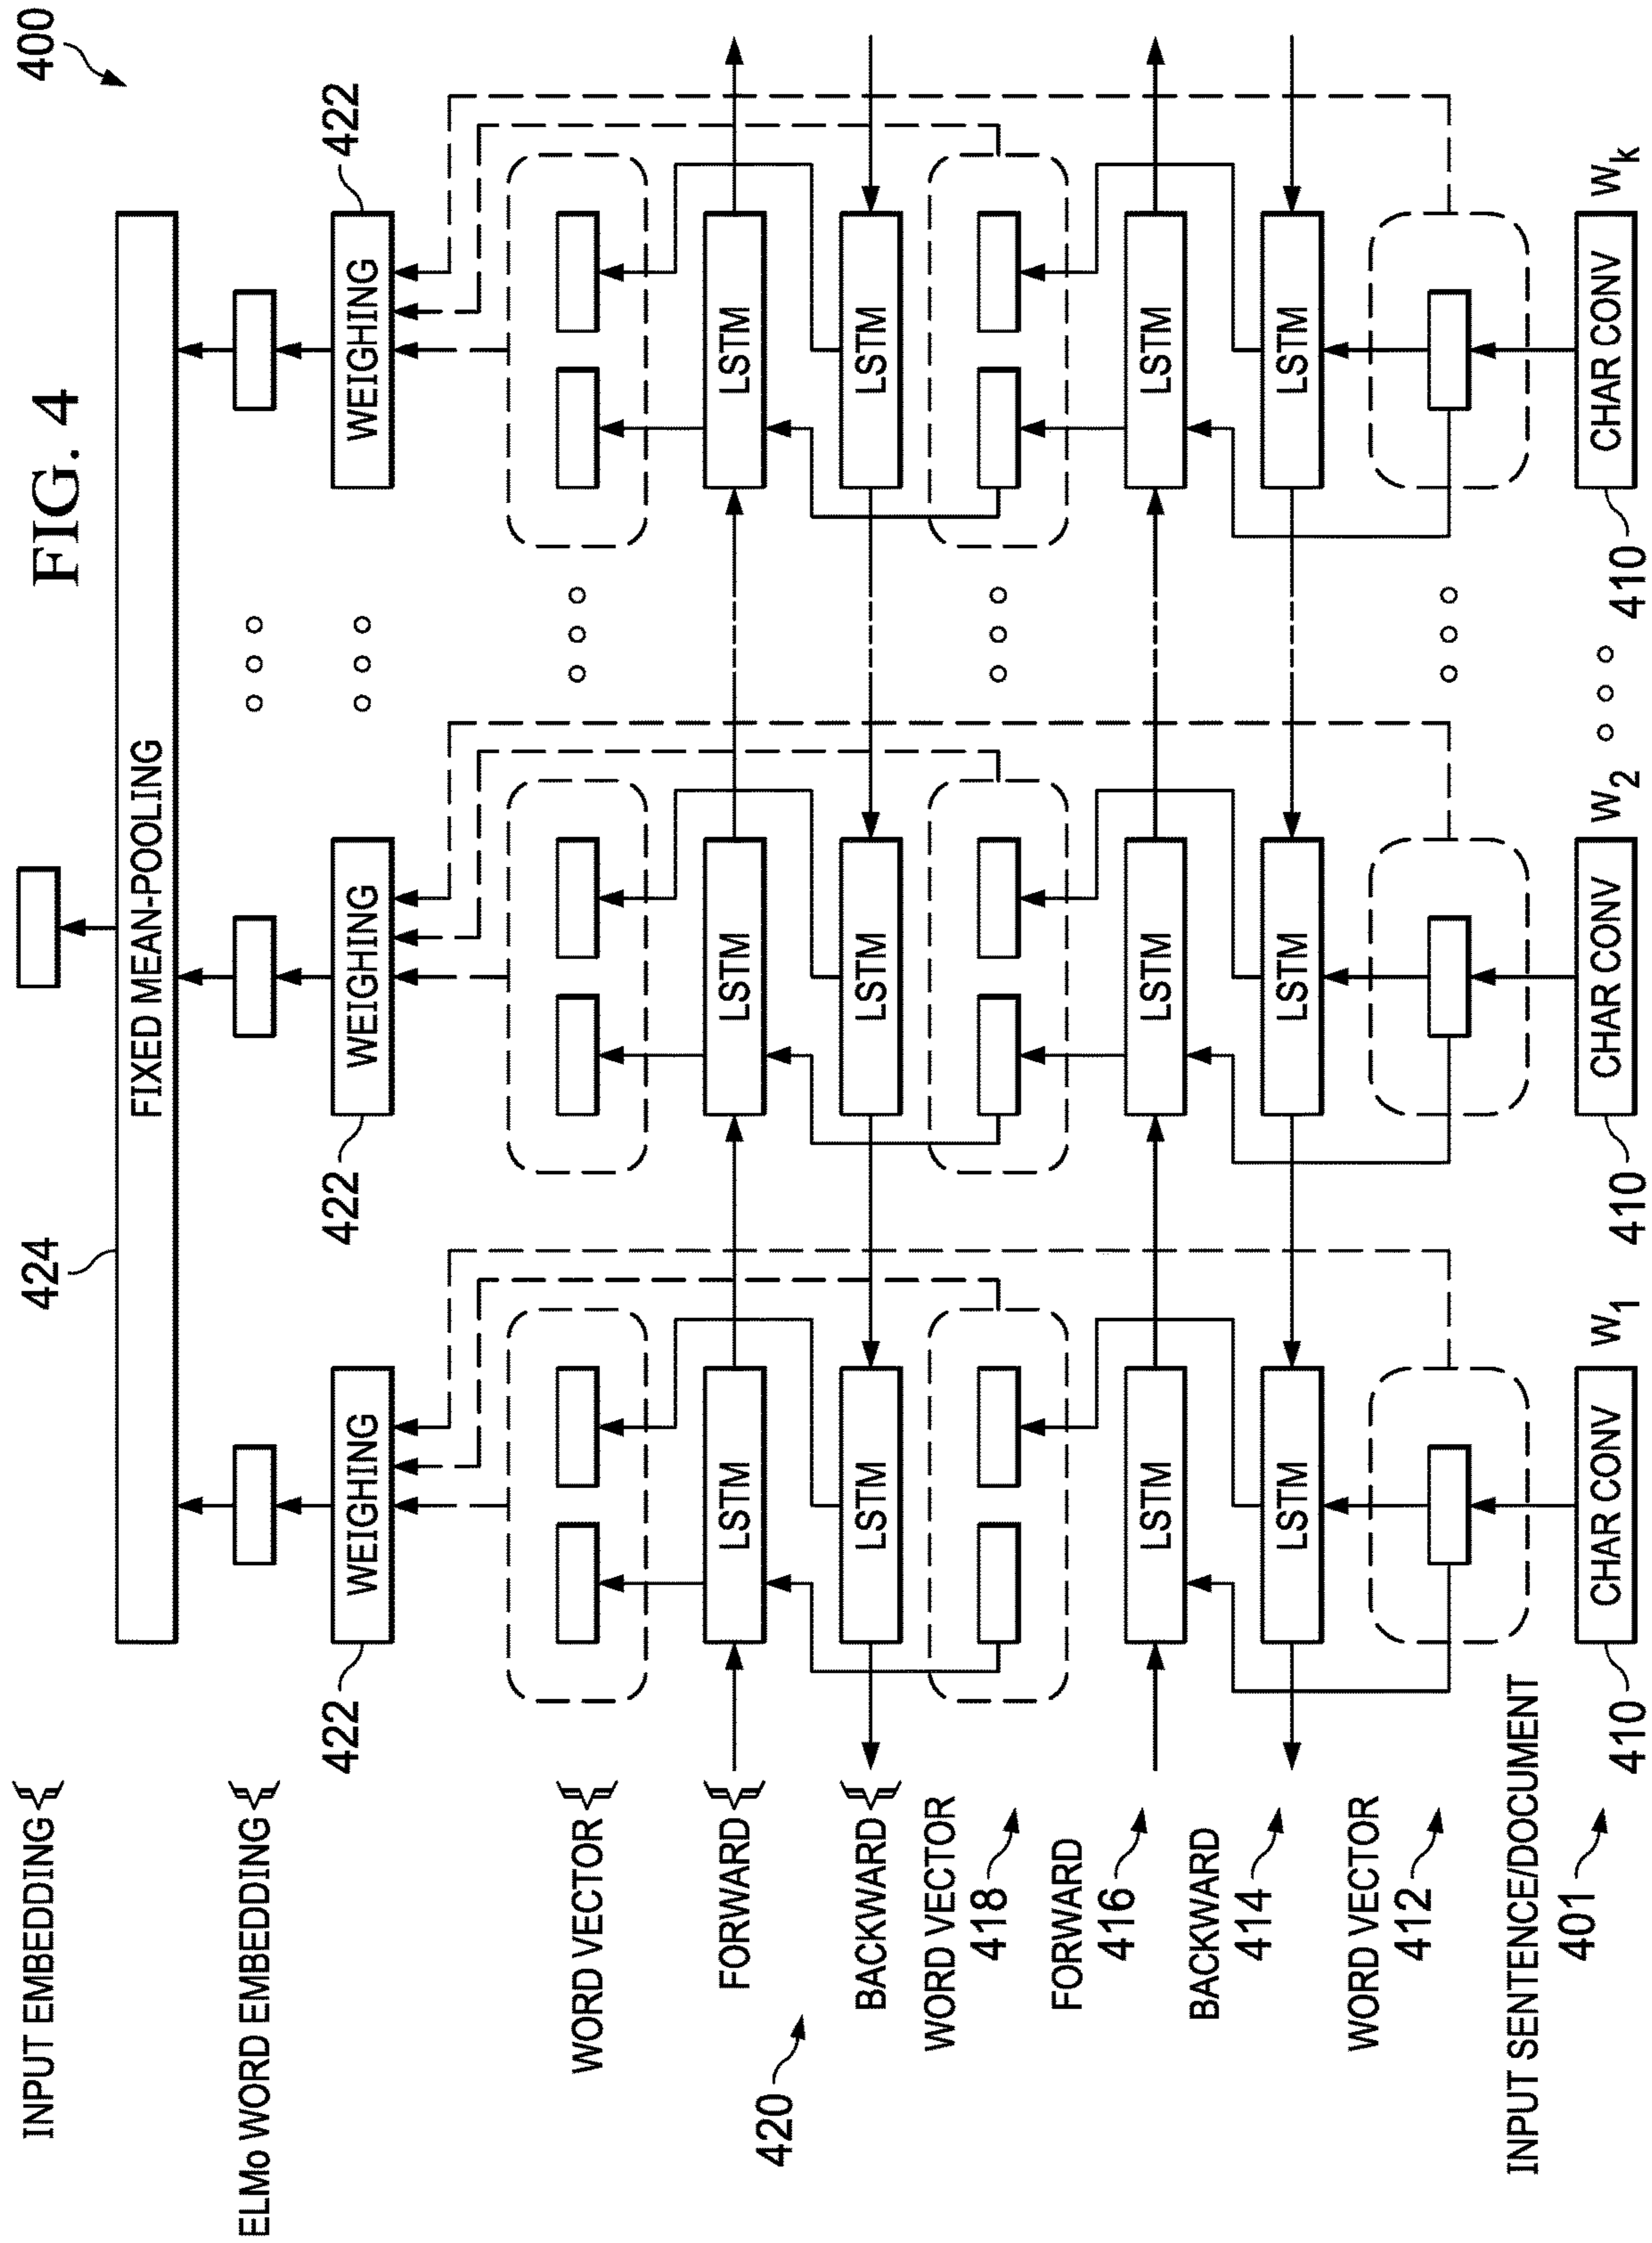 400
FIG. 4
INPUT EMBEDDING
424
FIXED MEAN-POOLING
ELMo WORD EMBEDDING
422
WEIGHING
422
WEIGHING
422
WEIGHING
WORD VECTOR
FORWARD
LSTM
LSTM
LSTM
420
BACKWARD
LSTM
LSTM
LSTM
WORD VECTOR
418
FORWARD
416
LSTM
LSTM
LSTM
BACKWARD
414
LSTM
LSTM
LSTM
WORD VECTOR
412
INPUT SENTENCE/DOCUMENT
401
410
CHAR CONV
W1
410
CHAR CONV
W2
410
CHAR CONV
Wk